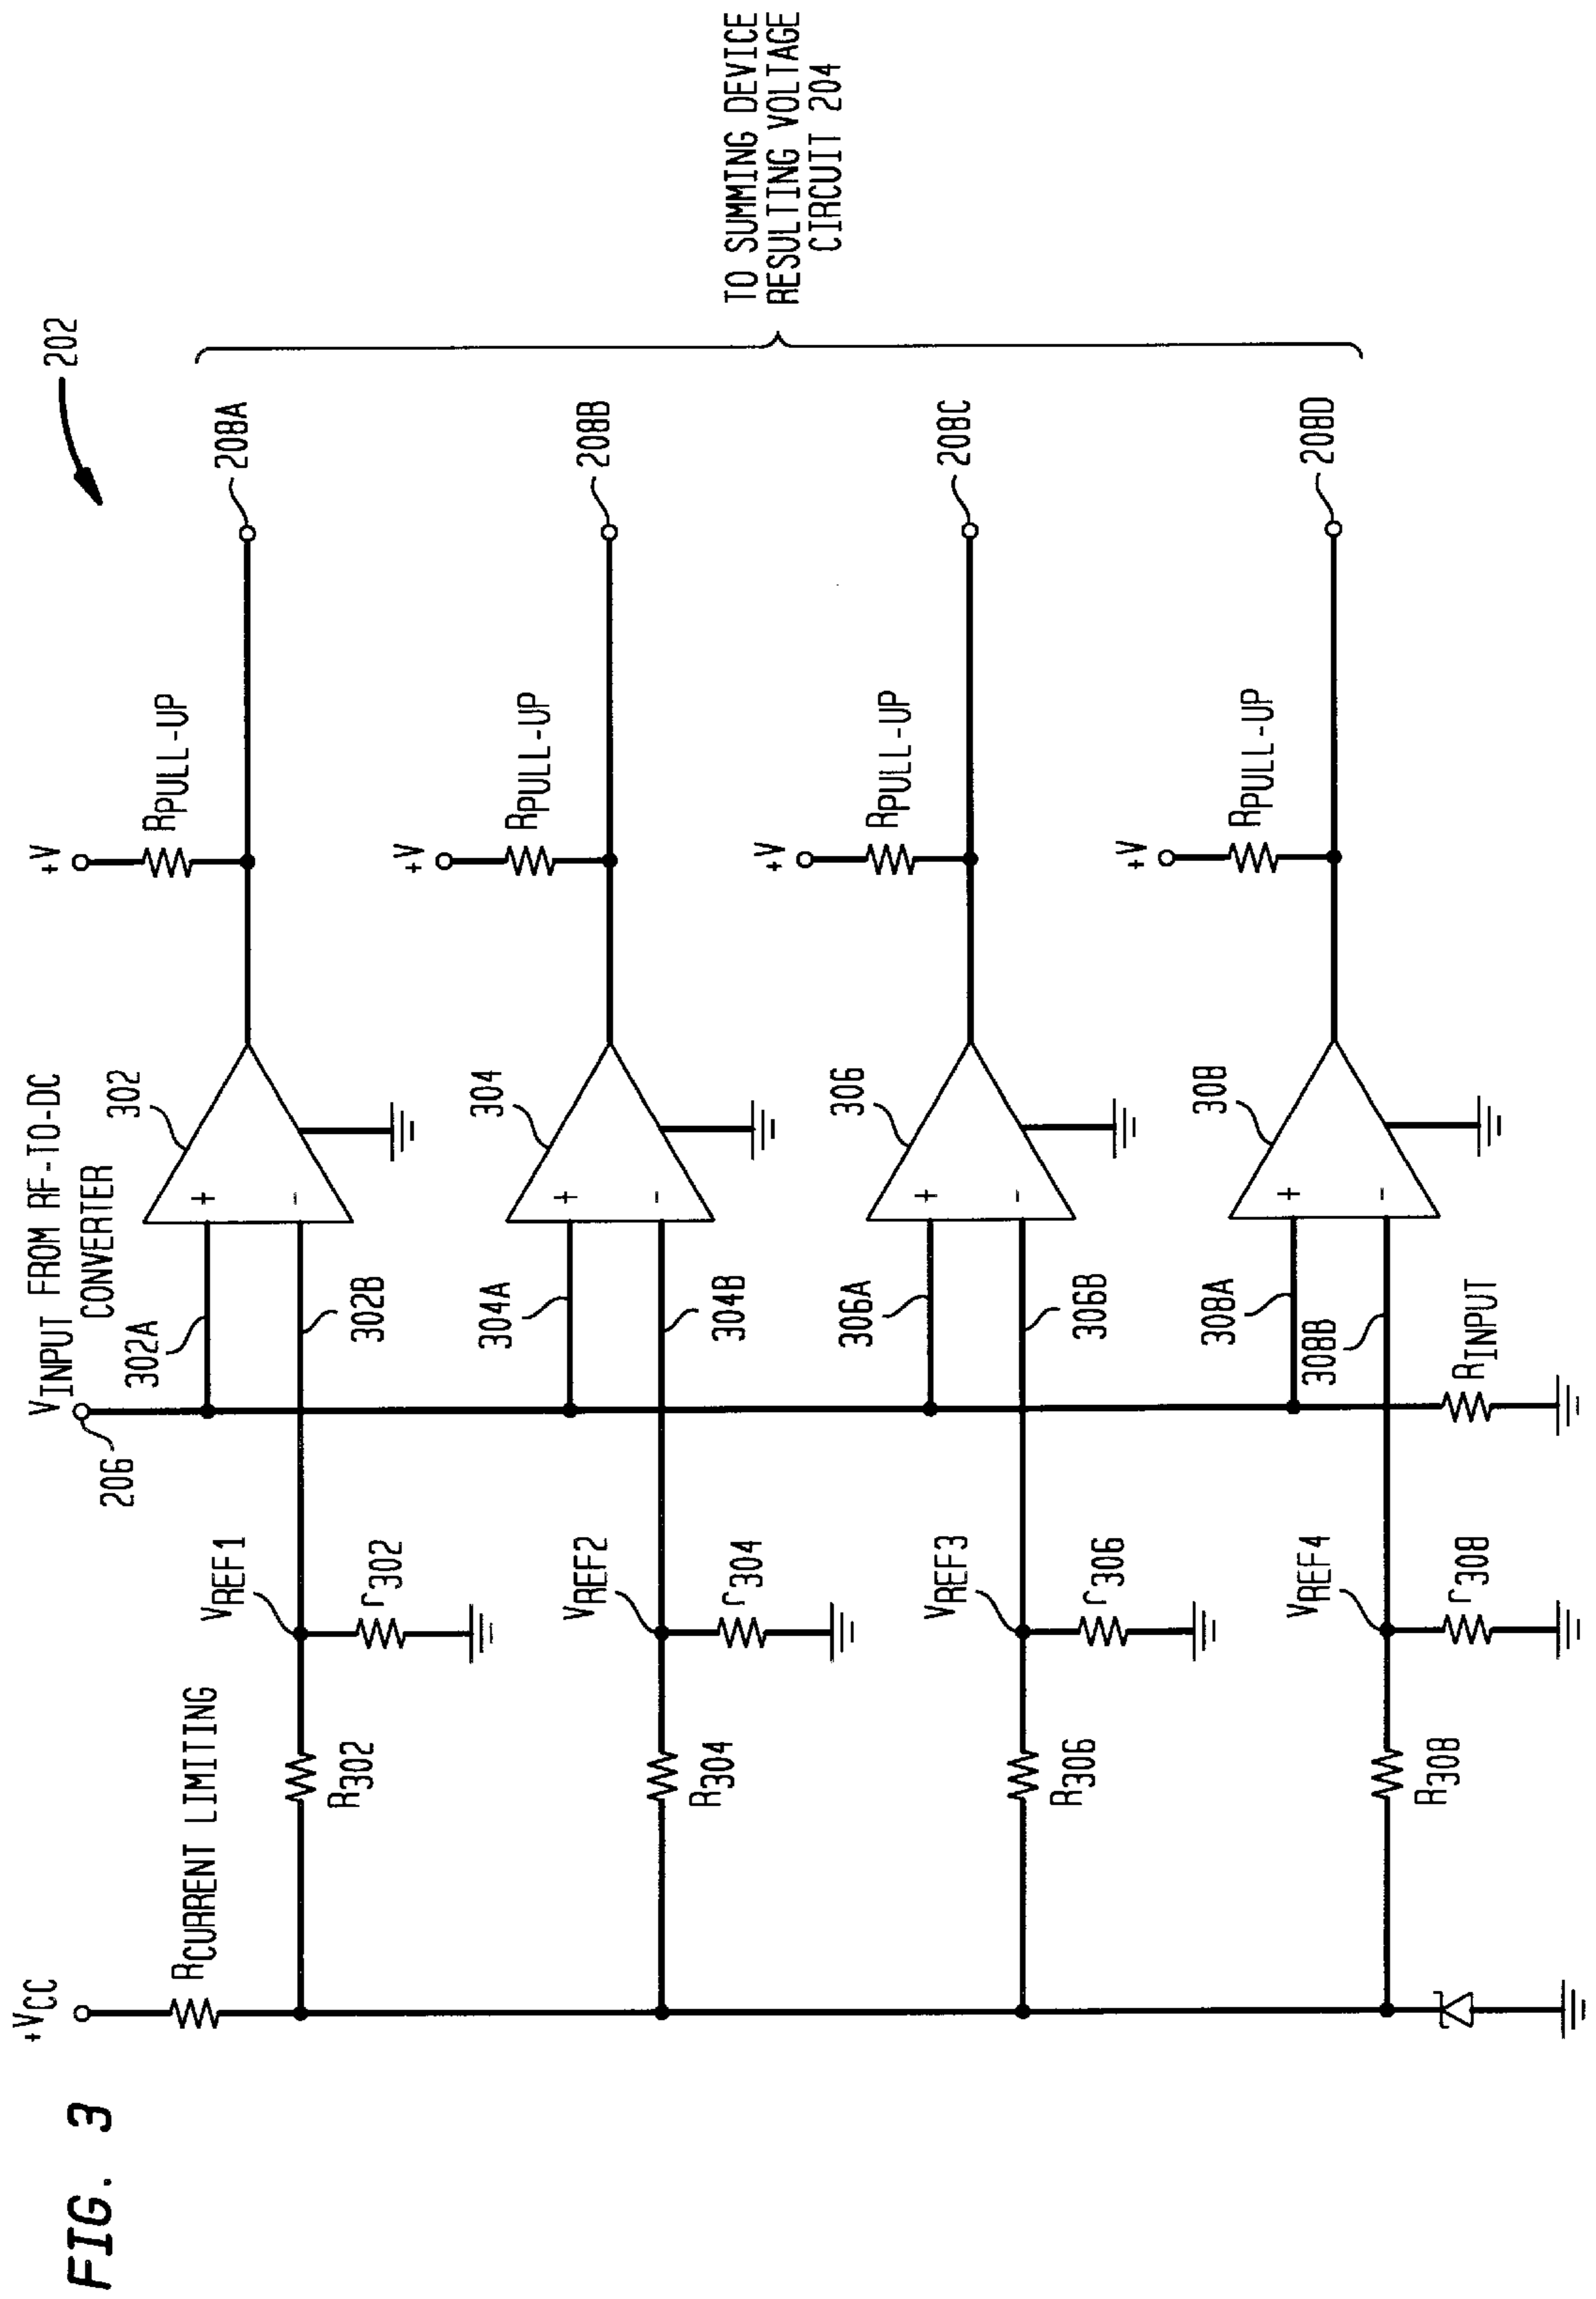 FIG. 3
202
+VCC
RCURRENT LIMITING
206
VINPUT FROM RF-TO-DC
CONVERTER
302A
302
+
-
302B
+V
RPULL-UP
208A
VREF1
R302
r302
304A
304
+
-
304B
+V
RPULL-UP
208B
VREF2
R304
r304
306A
306
+
-
306B
+V
RPULL-UP
208C
VREF3
R306
r306
308A
308
+
-
308B
+V
RPULL-UP
208D
VREF4
R308
r308
RINPUT
TO SUMMING DEVICE
RESULTING VOLTAGE
CIRCUIT 204